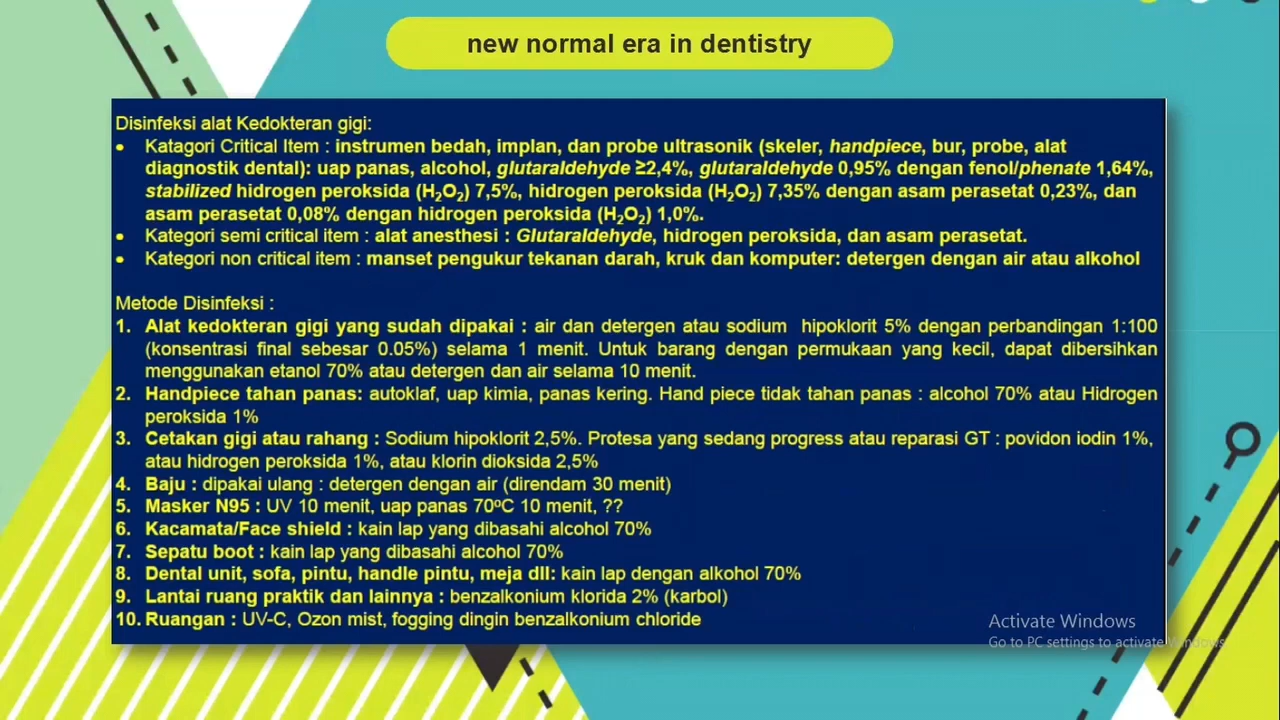 new normal era in dentistry
Disinfeksi alat Kedokteran gigi:
• Katagori Critical Item : instrumen bedah, implan, dan probe ultrasonik (skeler, handpiece, bur, probe, alat
diagnostik dental): uap panas, alcohol, glutaraldehyde ≥2,4%, glutaraldehyde 0,95% dengan fenol/phenate 1,64%,
stabilized hidrogen peroksida (H₂O₂) 7,5%, hidrogen peroksida (H₂O₂) 7,35% dengan asam perasetat 0,23%, dan
asam perasetat 0,08% dengan hidrogen peroksida (H₂O₂) 1,0%.
• Kategori semi critical item : alat anesthesi : Glutaraldehyde, hidrogen peroksida, dan asam perasetat.
• Kategori non critical item : manset pengukur tekanan darah, kruk dan komputer: detergen dengan air atau alkohol
Metode Disinfeksi :
1. Alat kedokteran gigi yang sudah dipakai : air dan detergen atau sodium hipoklorit 5% dengan perbandingan 1:100
(konsentrasi final sebesar 0.05%) selama 1 menit. Untuk barang dengan permukaan yang kecil, dapat dibersihkan
menggunakan etanol 70% atau detergen dan air selama 10 menit.
2. Handpiece tahan panas: autoklaf, uap kimia, panas kering. Hand piece tidak tahan panas : alcohol 70% atau Hidrogen
peroksida 1%
3. Cetakan gigi atau rahang : Sodium hipoklorit 2,5%. Protesa yang sedang progress atau reparasi GT : povidon iodin 1%,
atau hidrogen peroksida 1%, atau klorin dioksida 2,5%
4. Baju : dipakai ulang : detergen dengan air (direndam 30 menit)
5. Masker N95 : UV 10 menit, uap panas 70ºC 10 menit, ??
6. Kacamata/Face shield : kain lap yang dibasahi alcohol 70%
7. Sepatu boot : kain lap yang dibasahi alcohol 70%
8. Dental unit, sofa, pintu, handle pintu, meja dll: kain lap dengan alkohol 70%
9. Lantai ruang praktik dan lainnya : benzalkonium klorida 2% (karbol)
10. Ruangan : UV-C, Ozon mist, fogging dingin benzalkonium chloride
Activate Windows
Go to PC settings to activate Windows.